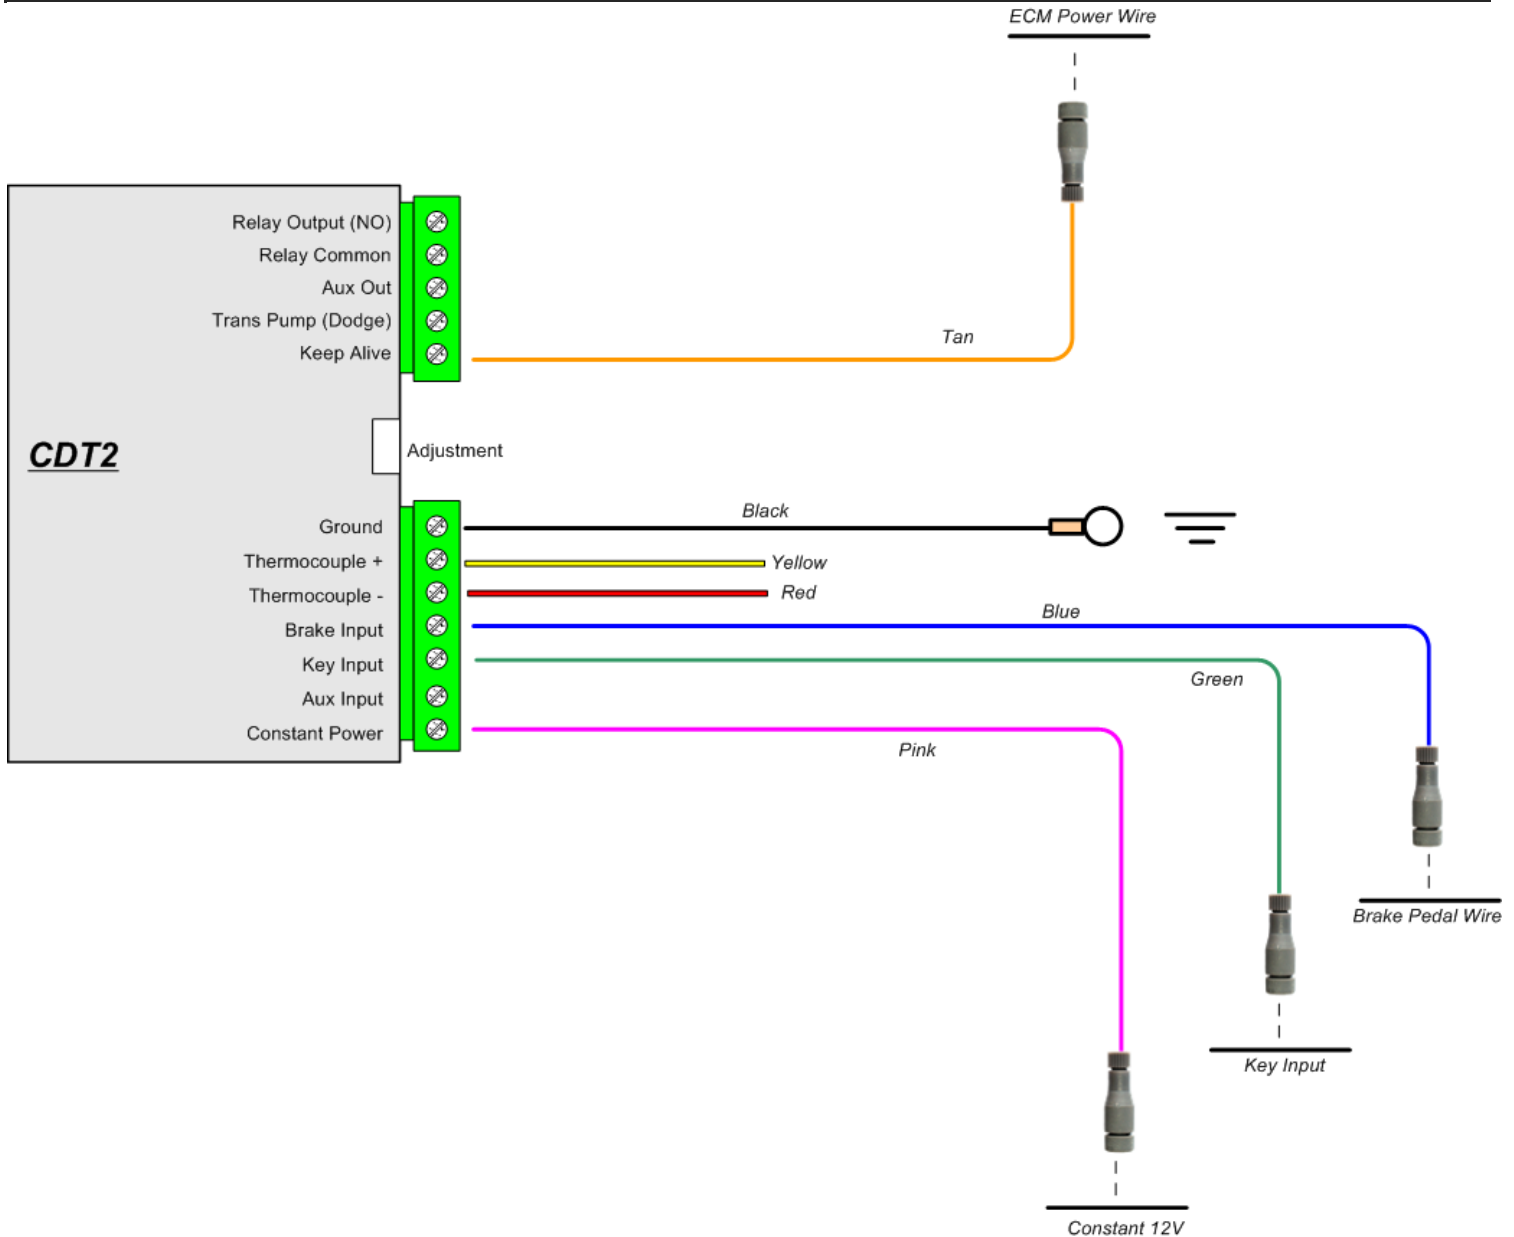 ECM Power Wire
Relay Output (NO)
Relay Common
Aux Out
Trans Pump (Dodge)
Keep Alive
Tan
CDT2
Adjustment
Ground
Black
Thermocouple +
Yellow
Thermocouple -
Red
Brake Input
Blue
Key Input
Green
Aux Input
Constant Power
Pink
Brake Pedal Wire
Key Input
Constant 12V